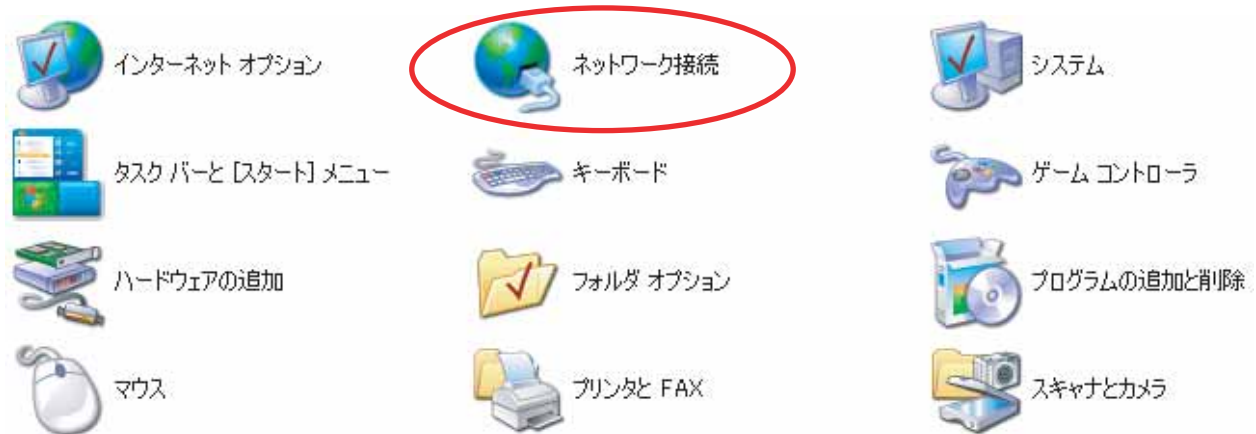 インターネット オプション
ネットワーク接続
システム
タスク バーと [スタート] メニュー
キーボード
ゲーム コントローラ
ハードウェアの追加
フォルダ オプション
プログラムの追加と削除
マウス
プリンタと FAX
スキャナとカメラ